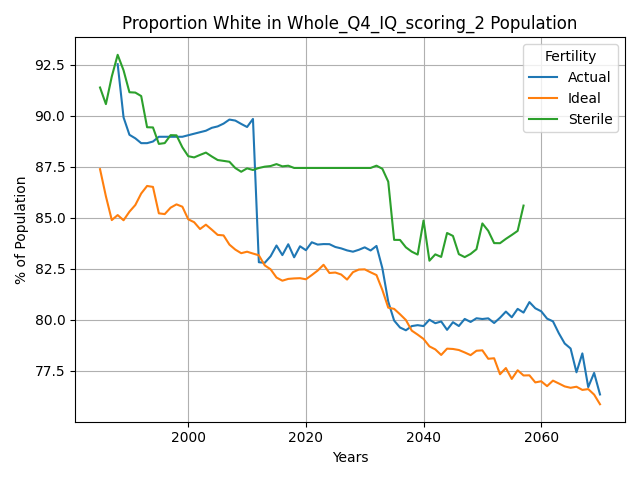 Proportion White in Whole_Q4_IQ_scoring_2 Population
% of Population
92.5
90.0
87.5
85.0
82.5
80.0
77.5
Fertility
Actual
Ideal
Sterile
2000
2020
2040
2060
Years